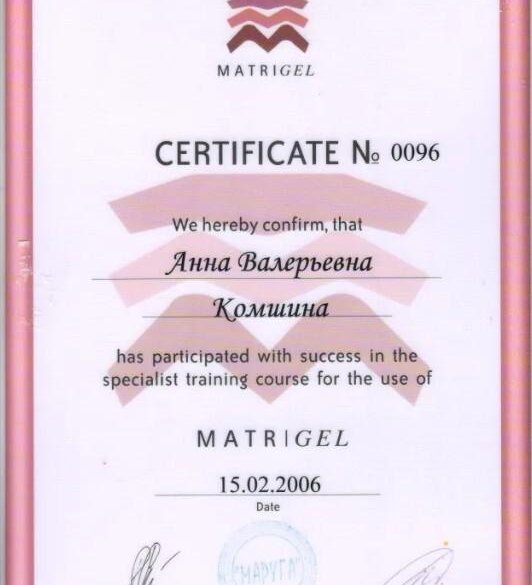 MATRIGEL
CERTIFICATE № 0096
We hereby confirm, that
Анна Валерьевна
Комшина
has participated with success in the
specialist training course for the use of
MATRIGEL
15.02.2006
Date
"МАРУГА"